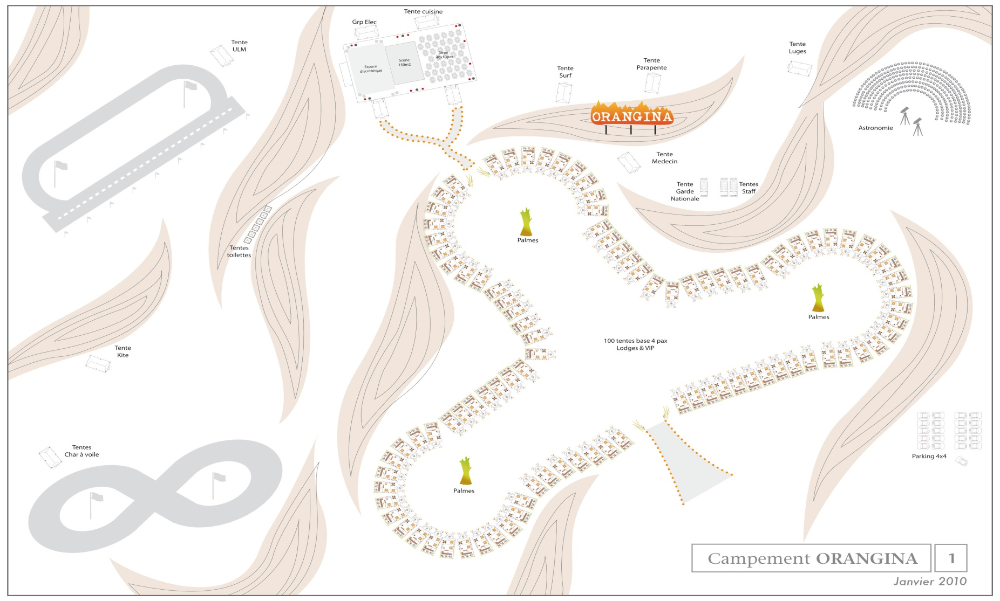 Tente cuisine
Grp Elec
Tente
ULM
Espace
discothèque
Scène
150m2
Dîner :
40x10pax
Tente
Surf
Tente
Parapente
Tente
Luges
ORANGINA
Astronomie
Tente
Medecin
Tente
Garde
Nationale
Tentes
Staff
Tentes
toilettes
Palmes
Palmes
100 tentes base 4 pax
Lodges & VIP
Tente
Kite
Tentes
Char à voile
Palmes
Parking 4x4
Campement ORANGINA
1
Janvier 2010